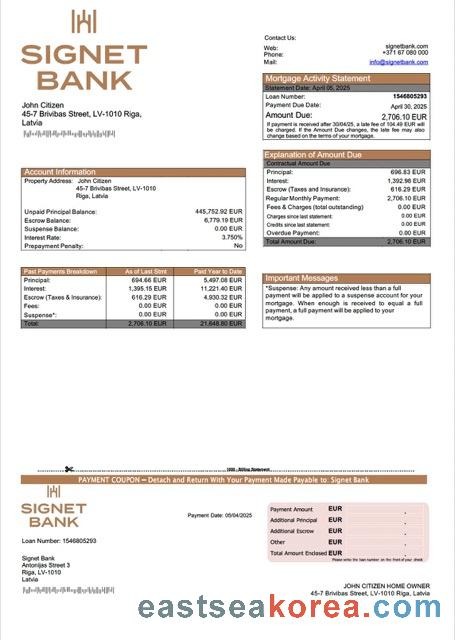 SIGNET
BANK
Contact Us:
Web: signetbank.com
Phone: +371 67 080 000
Mail: info@signetbank.com
John Citizen
45-7 Brivibas Street, LV-1010 Riga,
Latvia
Mortgage Activity Statement
Statement Date: April 05, 2025
Loan Number: 1546805293
Payment Due Date: April 30, 2025
Amount Due: 2,706.10 EUR
If payment is received after 30/04/25, a late fee of 104.49 EUR will
be charged. If the Amount Due changes, the late fee may also
change based on the terms of your mortgage.
Account Information
Property Address: John Citizen
45-7 Brivibas Street, LV-1010
Riga, Latvia
Unpaid Principal Balance: 445,752.92 EUR
Escrow Balance: 6,779.19 EUR
Suspense Balance: 0.00 EUR
Interest Rate: 3.750%
Prepayment Penalty: No
Explanation of Amount Due
Contractual Amount Due
Principal: 696.83 EUR
Interest: 1,392.98 EUR
Escrow (Taxes and Insurance): 616.29 EUR
Regular Monthly Payment: 2,706.10 EUR
Fees & Charges (total outstanding) 0.00 EUR
Charges since last statement: 0.00 EUR
Credits since last statement: 0.00 EUR
Overdue Payment: 0.00 EUR
Total Amount Due: 2,706.10 EUR
Past Payments Breakdown As of Last Stmt Paid Year to Date
Principal: 694.66 EUR 5,497.08 EUR
Interest: 1,395.15 EUR 11,221.40 EUR
Escrow (Taxes & Insurance): 616.29 EUR 4,930.32 EUR
Fees: 0.00 EUR 0.00 EUR
Suspense*: 0.00 EUR 0.00 EUR
Total: 2,706.10 EUR 21,648.80 EUR
Important Messages
*Suspense: Any amount received less than a full
payment will be applied to a suspense account for your
mortgage. When enough is received to equal a full
payment, a full payment will be applied to your
mortgage.
Billing Statement
PAYMENT COUPON – Detach and Return With Your Payment Made Payable to: Signet Bank
SIGNET
BANK
Payment Date: 05/04/2025
Loan Number: 1546805293
Signet Bank
Antonijas Street 3
Riga, LV-1010
Latvia
Payment Amount EUR .
Additional Principal EUR .
Additional Escrow EUR .
Other EUR .
Total Amount Enclosed EUR .
Please write the loan number on the front of your check
JOHN CITIZEN HOME OWNER
45-7 Brivibas Street, LV-1010 Riga, Latvia
eastseakorea.com